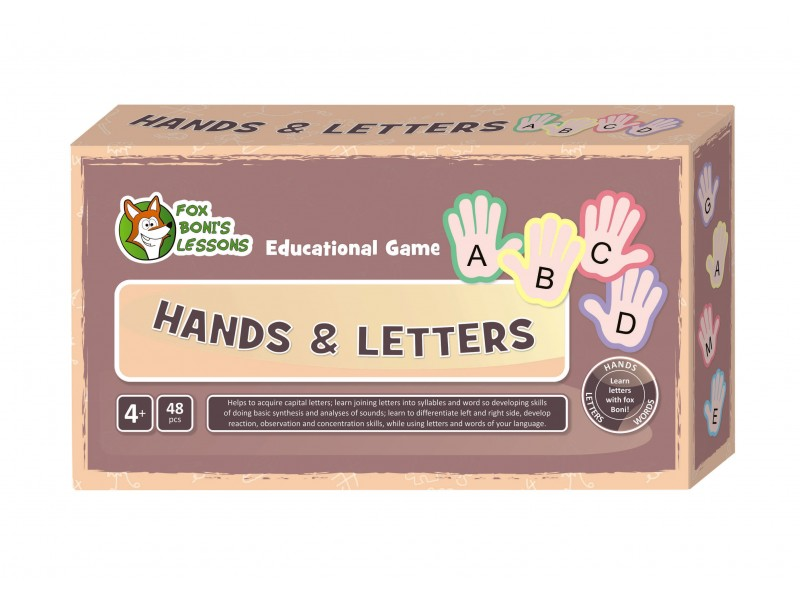 HANDS & LETTERS
A B C D
FOX
BONI'S
LESSONS
Educational Game
A
B
C
D
HANDS & LETTERS
4+
48
pcs
Helps to acquire capital letters; learn joining letters into syllables and word so developing skills
of doing basic synthesis and analyses of sounds; learn to differentiate left and right side, develop
reaction, observation and concentration skills, while using letters and words of your language.
HANDS
LETTERS
WORDS
Learn
letters
with fox
Boni!
G
A
M
E